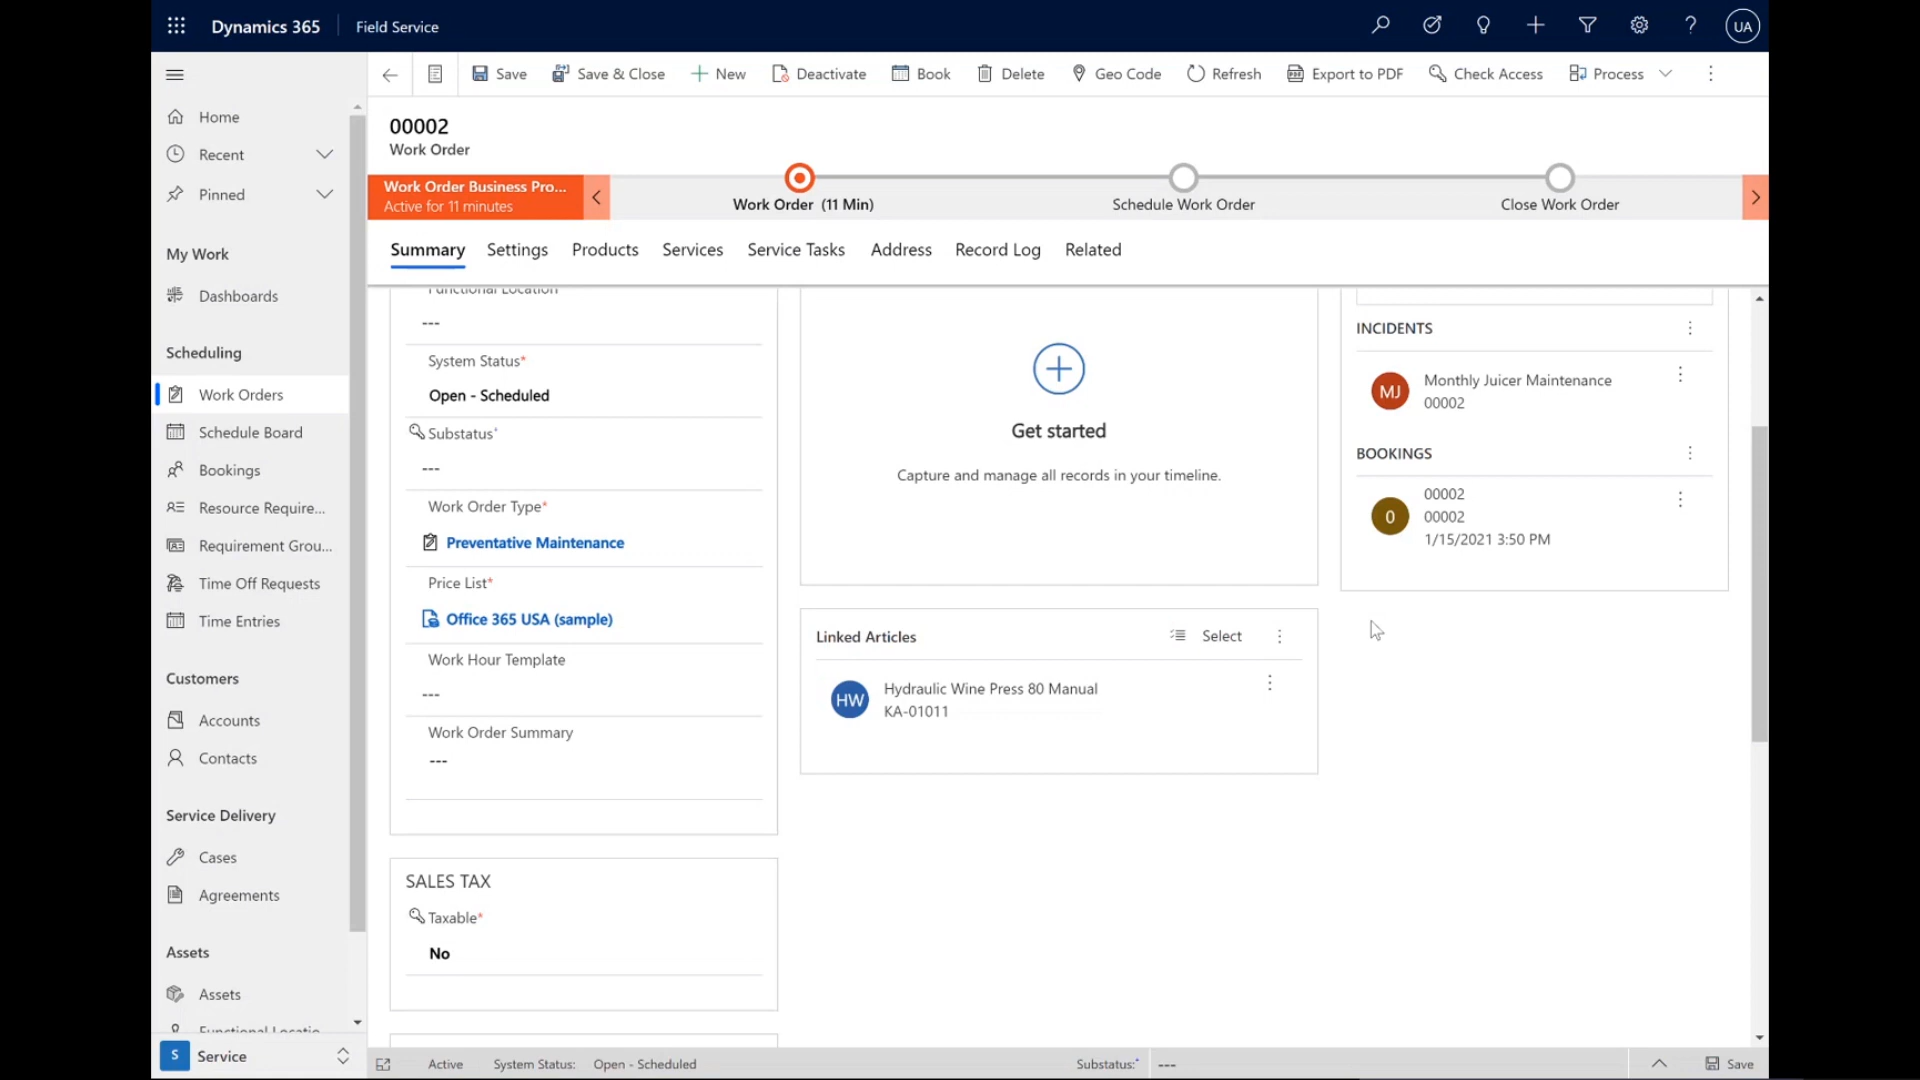 Dynamics 365
Field Service
UA
Save
Save & Close
New
Deactivate
Book
Delete
Geo Code
Refresh
Export to PDF
Check Access
Process
Home
Recent
Pinned
My Work
Dashboards
Scheduling
Work Orders
Schedule Board
Bookings
Resource Require...
Requirement Grou...
Time Off Requests
Time Entries
Customers
Accounts
Contacts
Service Delivery
Cases
Agreements
Assets
Assets
Functional Locatio
S
Service
00002
Work Order
Work Order Business Pro...
Active for 11 minutes
Work Order (11 Min)
Schedule Work Order
Close Work Order
Summary
Settings
Products
Services
Service Tasks
Address
Record Log
Related
Functional Location
---
System Status*
Open - Scheduled
Substatus+
---
Work Order Type*
Preventative Maintenance
Price List*
Office 365 USA (sample)
Work Hour Template
---
Work Order Summary
---
SALES TAX
Taxable*
No
Get started
Capture and manage all records in your timeline.
Linked Articles
Select
HW
Hydraulic Wine Press 80 Manual
KA-01011
INCIDENTS
MJ
Monthly Juicer Maintenance
00002
BOOKINGS
0
00002
00002
1/15/2021 3:50 PM
Active
System Status:
Open - Scheduled
Substatus:+
---
Save